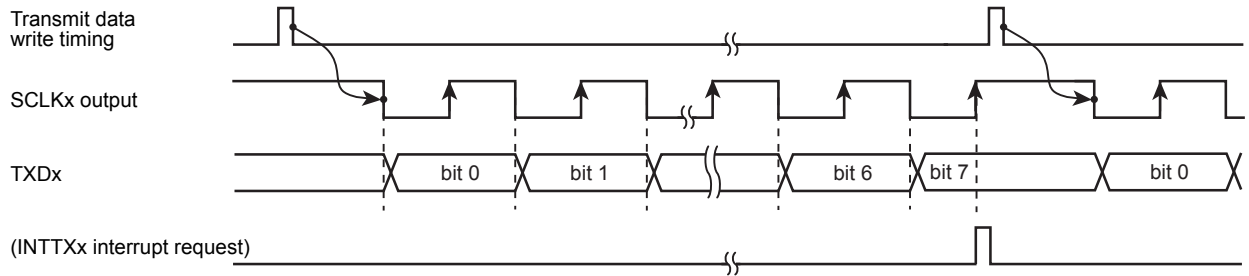 Transmit data
write timing
SCLKx output
TXDx
bit 0
bit 1
bit 6
bit 7
bit 0
(INTTXx interrupt request)